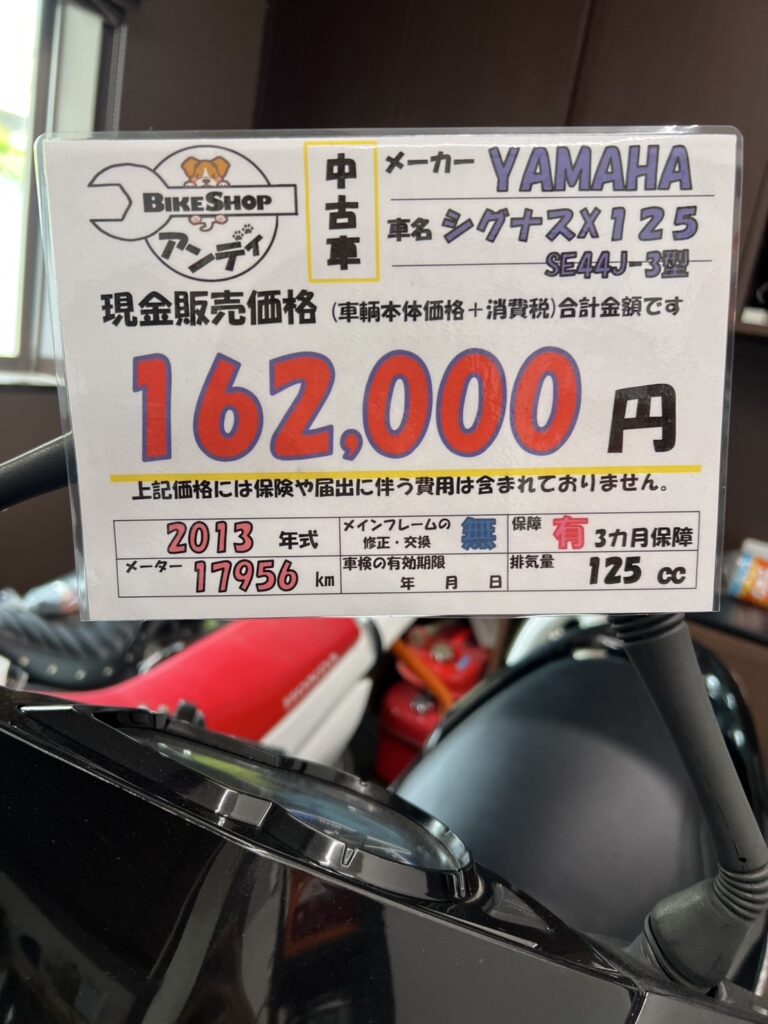 BIKESHOP
アンディ
中古車
メーカー YAMAHA
車名 シグナスX125
SE44J-3型
現金販売価格 (車輌本体価格+消費税)合計金額です
162,000 円
上記価格には保険や届出に伴う費用は含まれておりません。
2013 年式 メインフレームの修正・交換 無 保障 有 3カ月保障
メーター 17956 km 車検の有効期限 年 月 日 排気量 125 cc
HONDA